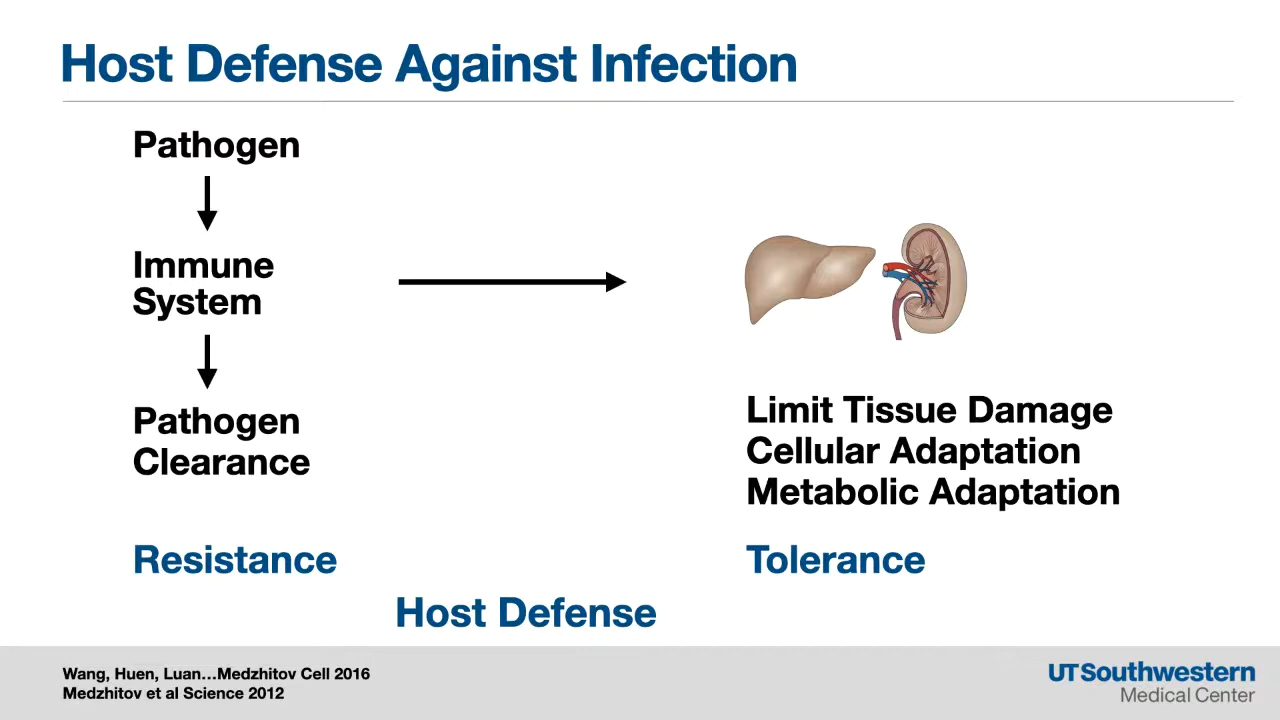 Host Defense Against Infection
Pathogen
Immune
System
Pathogen
Clearance
Resistance
Limit Tissue Damage
Cellular Adaptation
Metabolic Adaptation
Tolerance
Host Defense
Wang, Huen, Luan...Medzhitov Cell 2016
Medzhitov et al Science 2012
UTSouthwestern
Medical Center